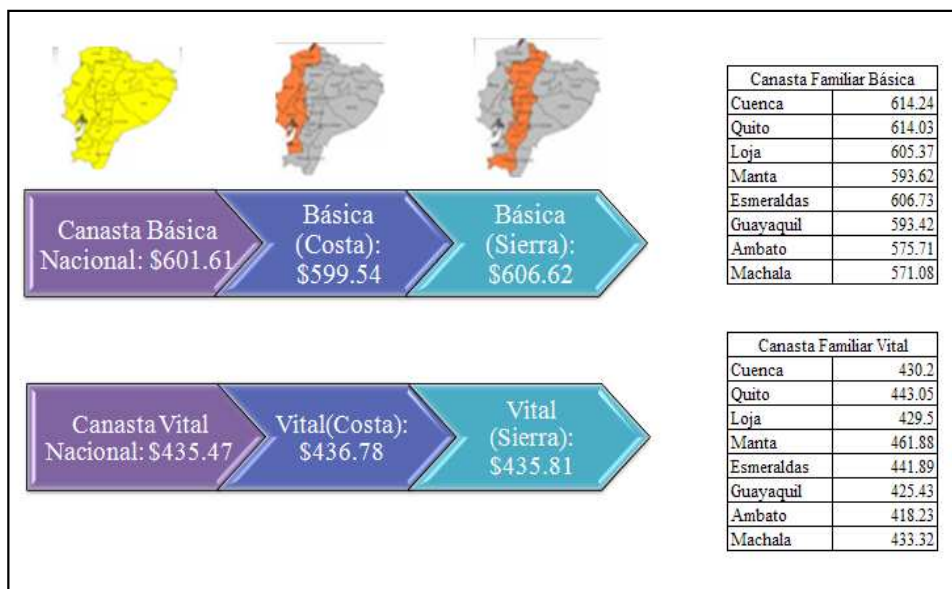 Canasta Básica
Nacional: $601.61
Básica
(Costa):
$599.54
Básica
(Sierra):
$606.62
Canasta Vital
Nacional: $435.47
Vital(Costa):
$436.78
Vital
(Sierra):
$435.81
Canasta Familiar Básica
Cuenca 614.24
Quito 614.03
Loja 605.37
Manta 593.62
Esmeraldas 606.73
Guayaquil 593.42
Ambato 575.71
Machala 571.08
Canasta Familiar Vital
Cuenca 430.2
Quito 443.05
Loja 429.5
Manta 461.88
Esmeraldas 441.89
Guayaquil 425.43
Ambato 418.23
Machala 433.32